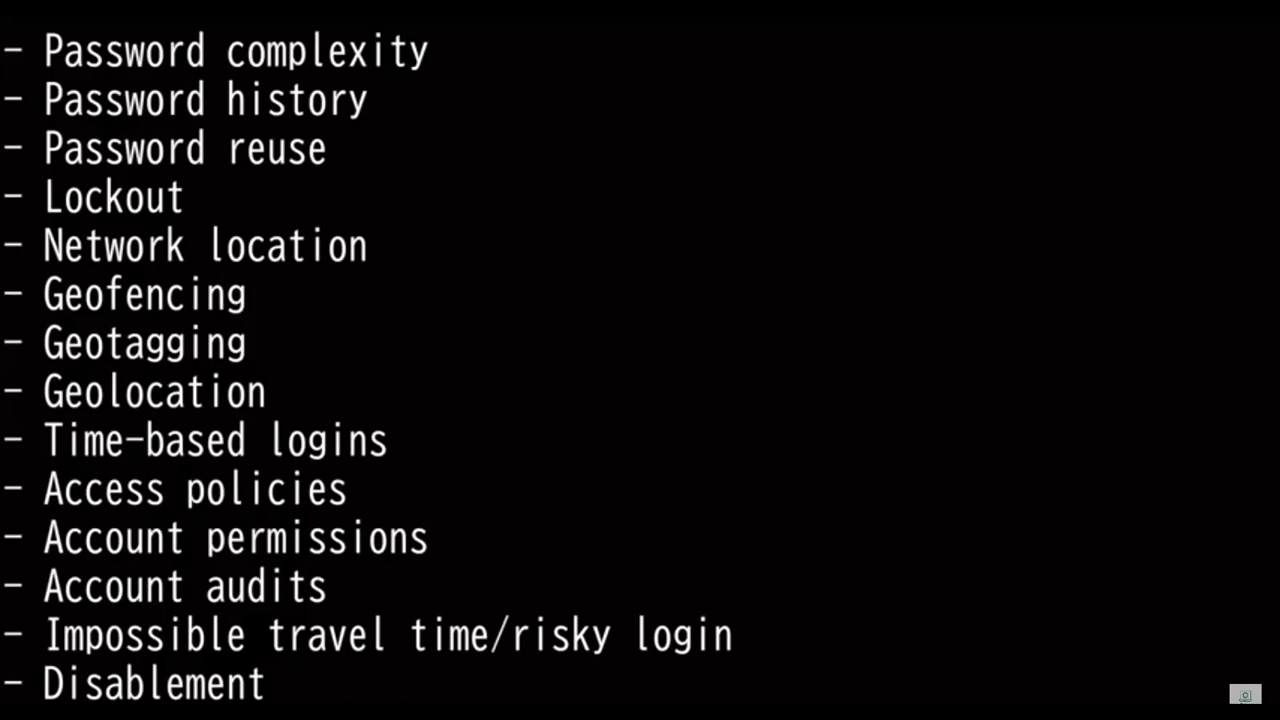 - Password complexity
- Password history
- Password reuse
- Lockout
- Network location
- Geofencing
- Geotagging
- Geolocation
- Time-based logins
- Access policies
- Account permissions
- Account audits
- Impossible travel time/risky login
- Disablement